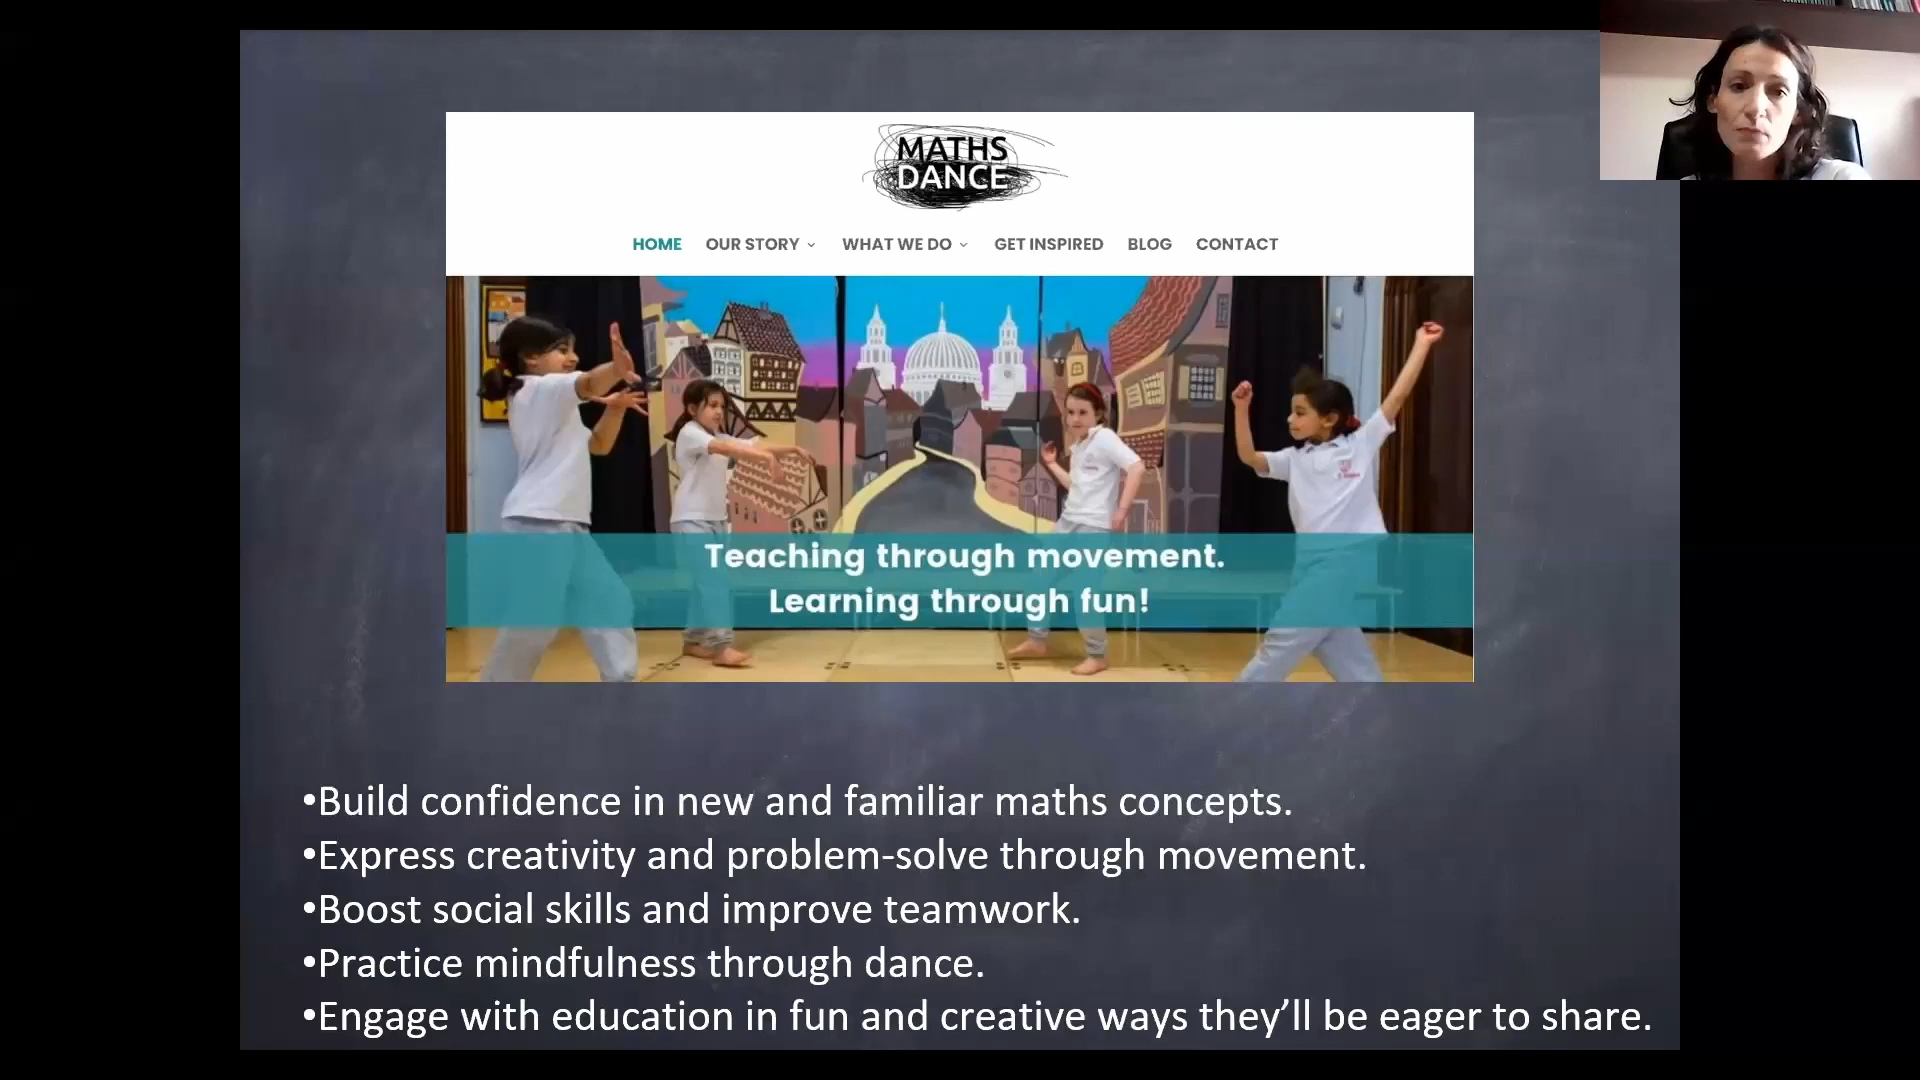 MATHS
DANCE
HOME OUR STORY WHAT WE DO GET INSPIRED BLOG CONTACT
Teaching through movement.
Learning through fun!
•Build confidence in new and familiar maths concepts.
•Express creativity and problem-solve through movement.
•Boost social skills and improve teamwork.
•Practice mindfulness through dance.
•Engage with education in fun and creative ways they’ll be eager to share.